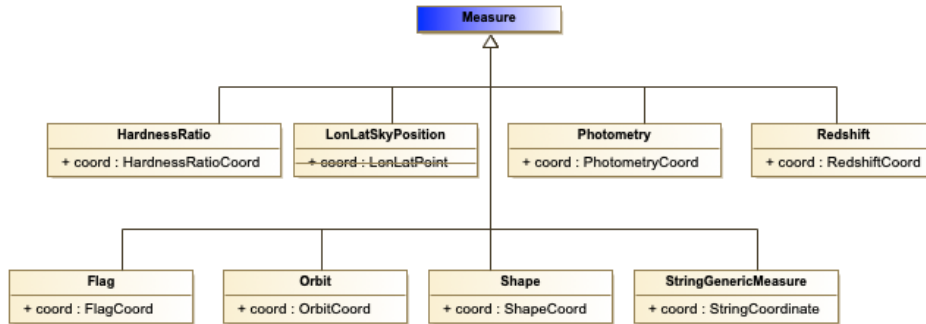 Measure
HardnessRatio
+ coord : HardnessRatioCoord
LonLatSkyPosition
+ coord : LonLatPoint
Photometry
+ coord : PhotometryCoord
Redshift
+ coord : RedshiftCoord
Flag
+ coord : FlagCoord
Orbit
+ coord : OrbitCoord
Shape
+ coord : ShapeCoord
StringGenericMeasure
+ coord : StringCoordinate